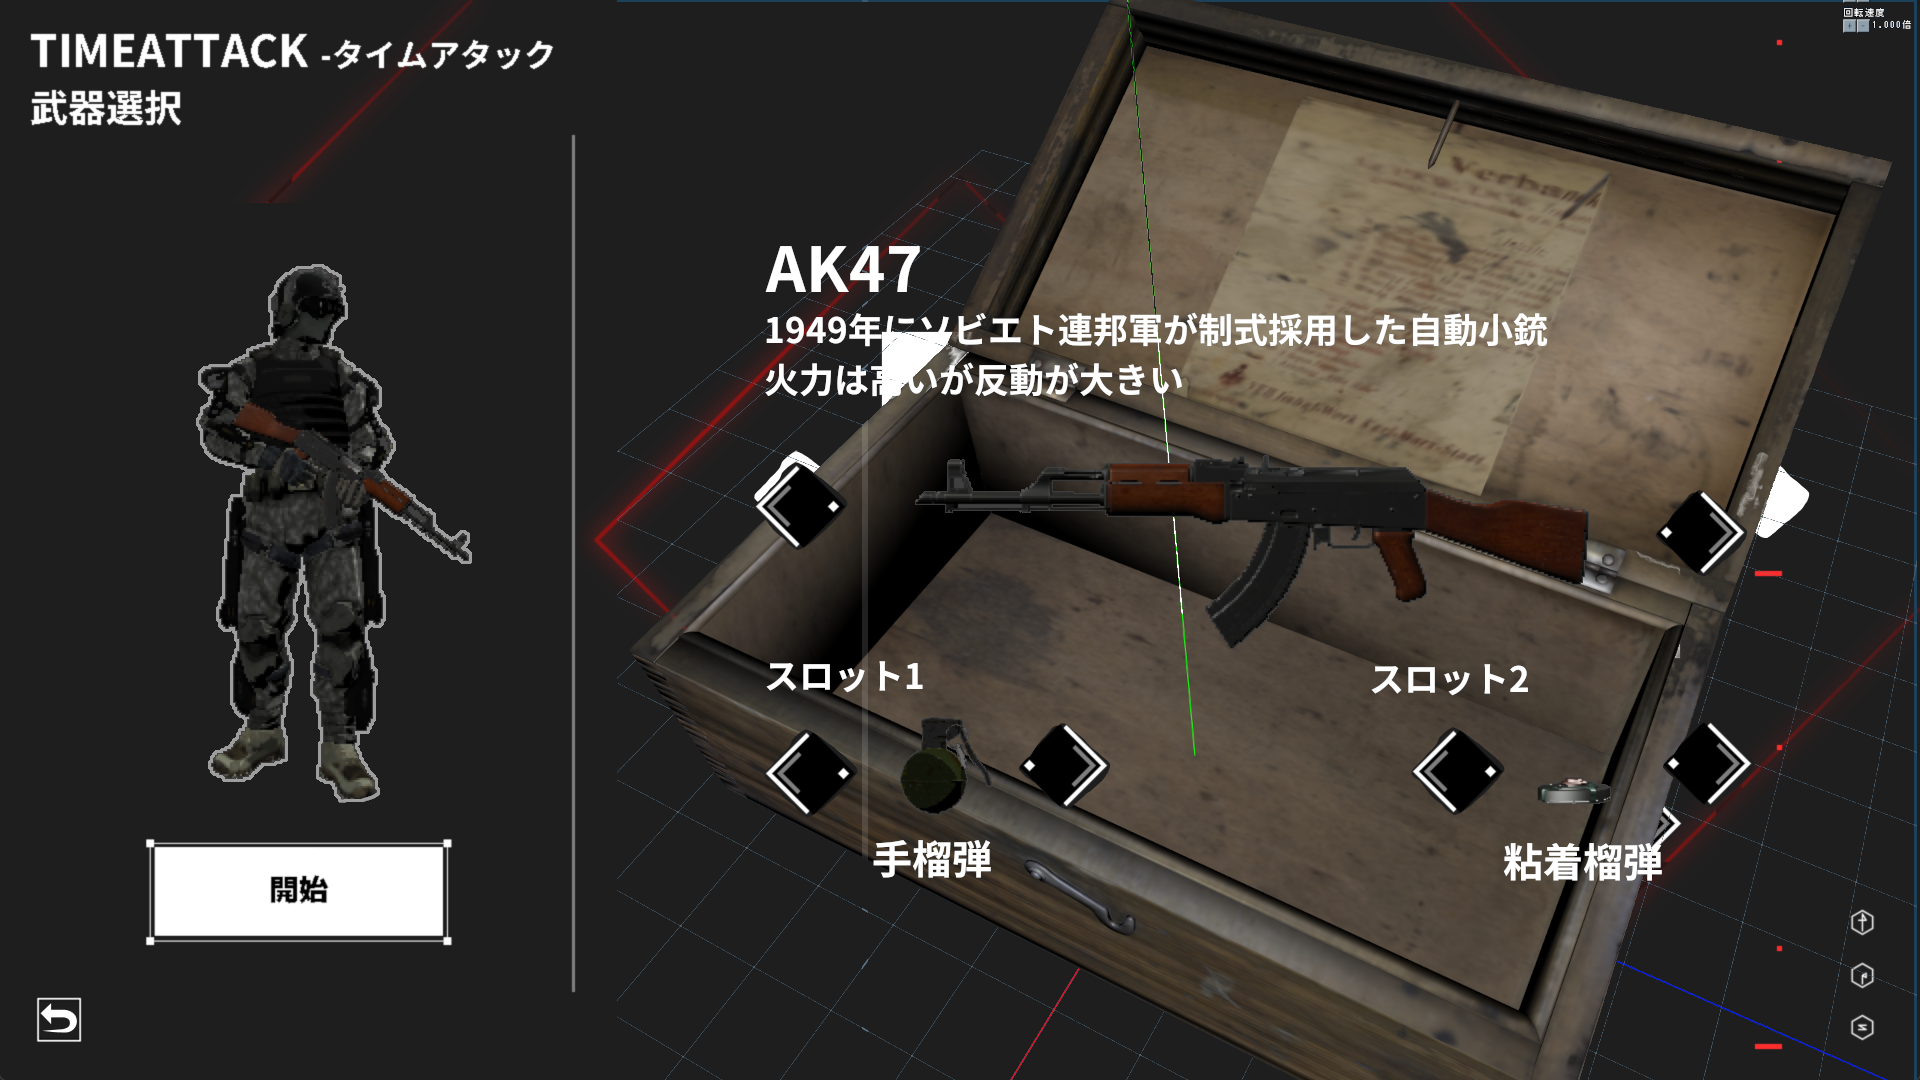 TIMEATTACK -タイムアタック
武器選択
回転速度
1.000倍
AK47
1949年にソビエト連邦軍が制式採用した自動小銃
火力は高いが反動が大きい
スロット1
スロット2
手榴弾
粘着榴弾
開始